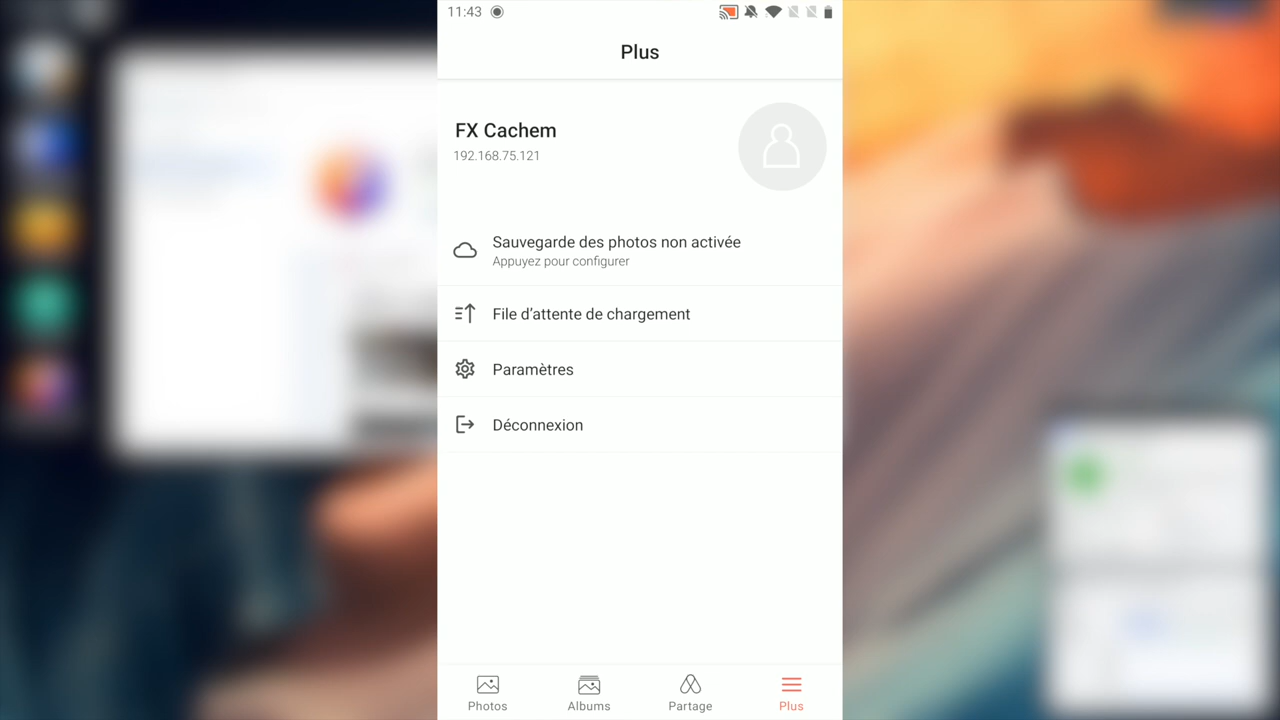 11:43
Plus
FX Cachem
192.168.75.121
Sauvegarde des photos non activée
Appuyez pour configurer
File d’attente de chargement
Paramètres
Déconnexion
Photos
Albums
Partage
Plus